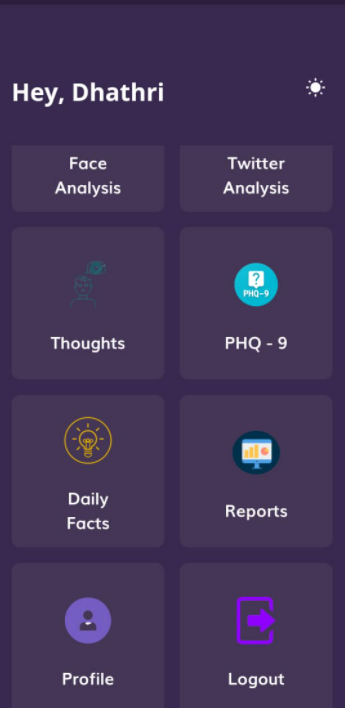 Hey, Dhathri
Face
Analysis
Twitter
Analysis
Thoughts
?
PHQ-9
PHQ - 9
Daily
Facts
Reports
Profile
Logout